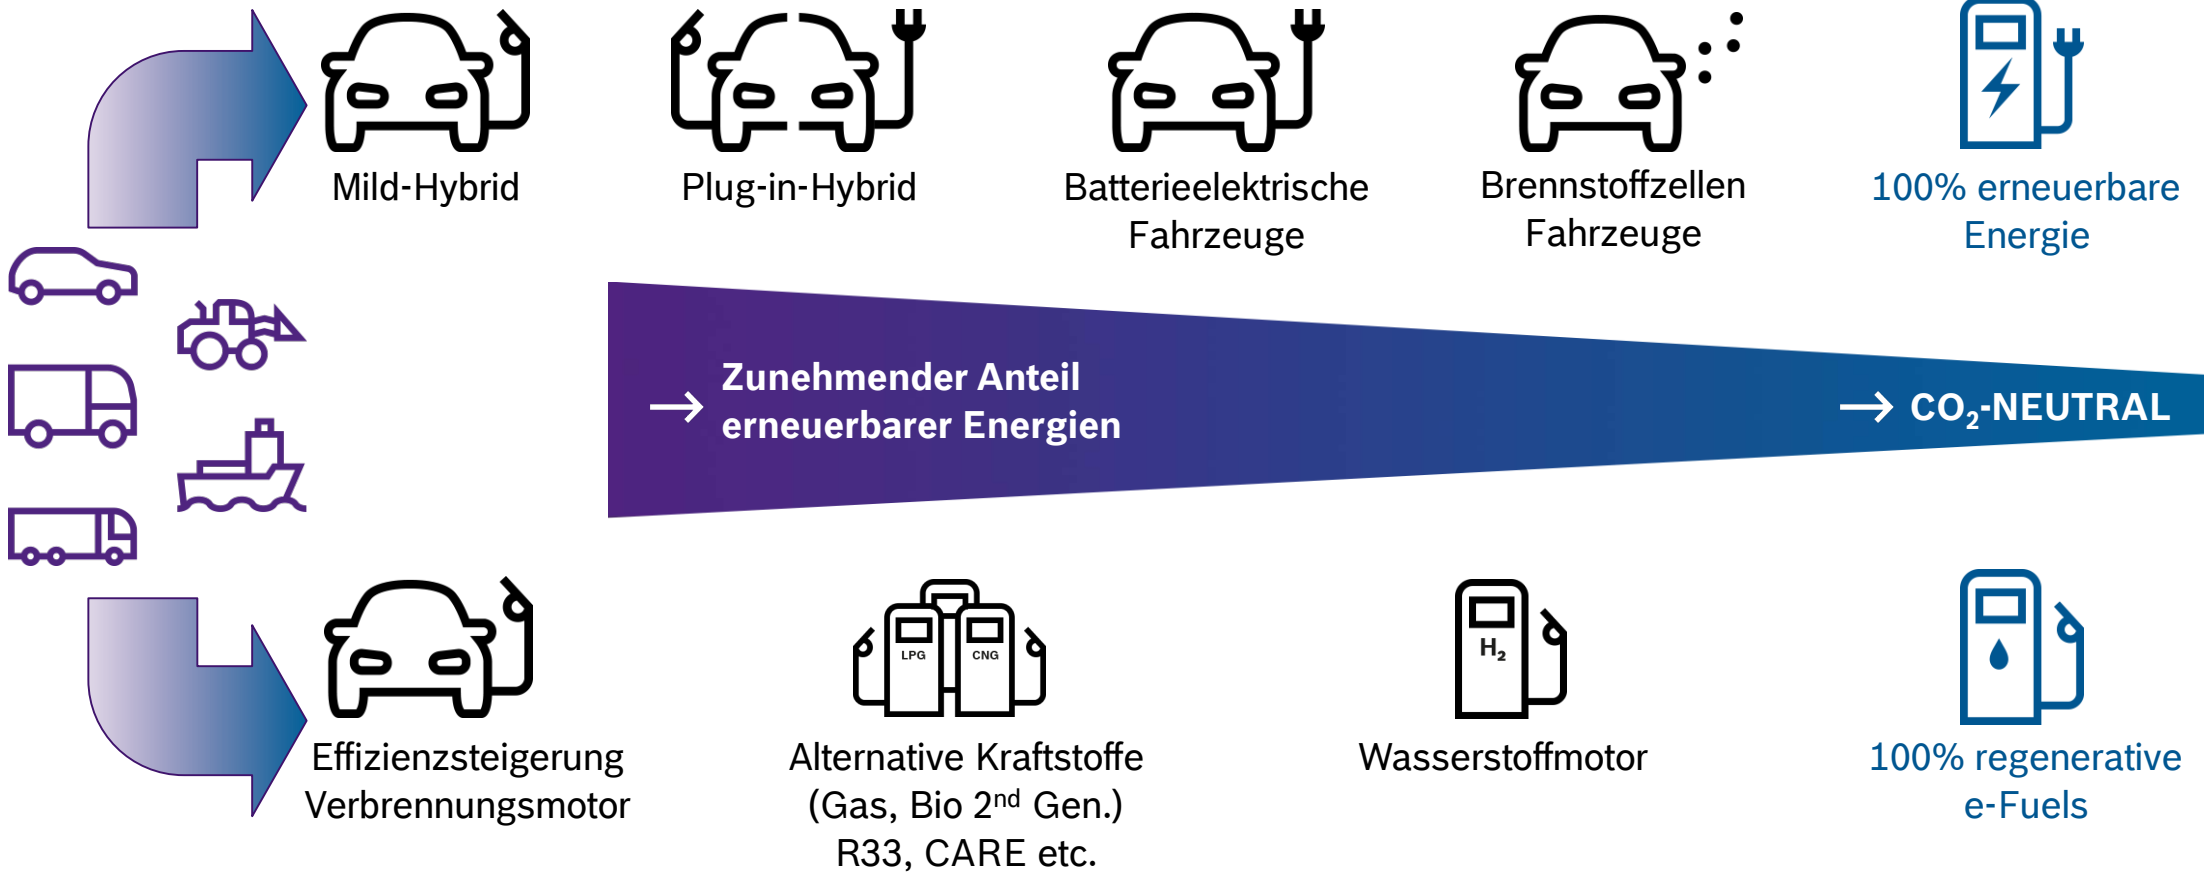 Mild-Hybrid
Plug-in-Hybrid
Batterieelektrische
Fahrzeuge
Brennstoffzellen
Fahrzeuge
100% erneuerbare
Energie
→ Zunehmender Anteil
erneuerbarer Energien
→ CO₂-NEUTRAL
LPG
CNG
H₂
Effizienzsteigerung
Verbrennungsmotor
Alternative Kraftstoffe
(Gas, Bio 2ⁿᵈ Gen.)
R33, CARE etc.
Wasserstoffmotor
100% regenerative
e-Fuels